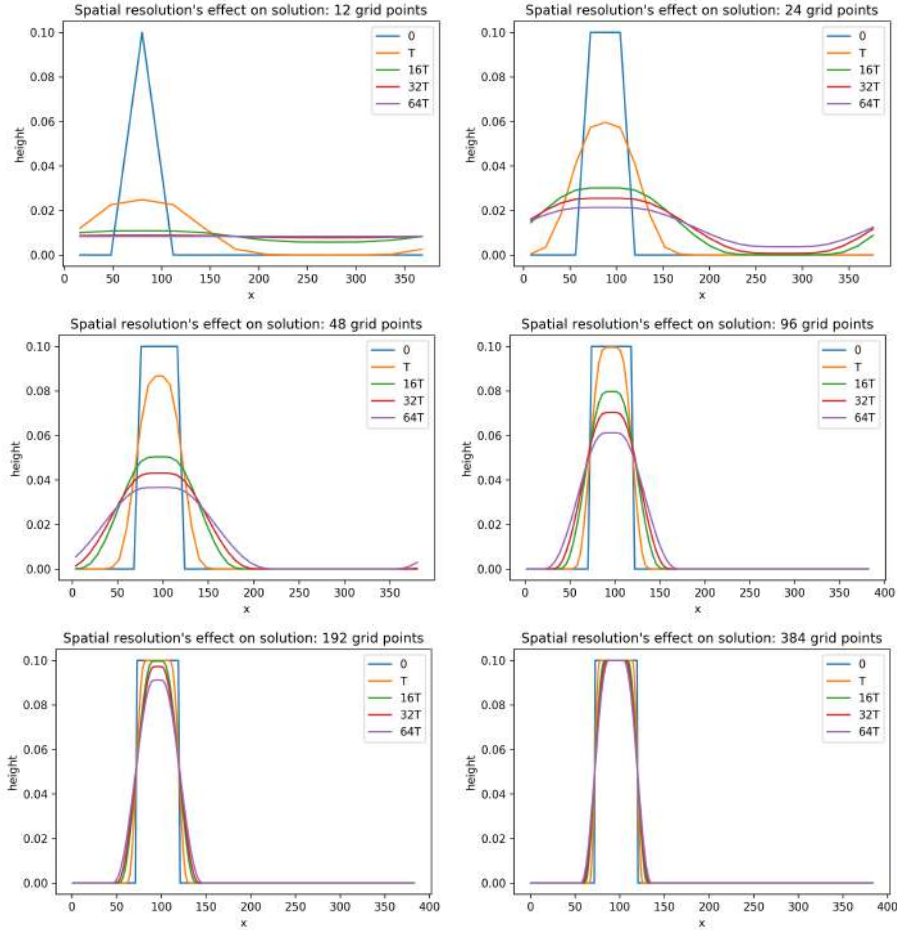 Spatial resolution's effect on solution: 12 grid points
0.10
0.08
0.06
0.04
0.02
0.00
height
0
T
16T
32T
64T
0 50 100 150 200 250 300 350
x
Spatial resolution's effect on solution: 24 grid points
0.10
0.08
0.06
0.04
0.02
0.00
height
0
T
16T
32T
64T
0 50 100 150 200 250 300 350
x
Spatial resolution's effect on solution: 48 grid points
0.10
0.08
0.06
0.04
0.02
0.00
height
0
T
16T
32T
64T
0 50 100 150 200 250 300 350 400
x
Spatial resolution's effect on solution: 96 grid points
0.10
0.08
0.06
0.04
0.02
0.00
height
0
T
16T
32T
64T
0 50 100 150 200 250 300 350 400
x
Spatial resolution's effect on solution: 192 grid points
0.10
0.08
0.06
0.04
0.02
0.00
height
0
T
16T
32T
64T
0 50 100 150 200 250 300 350 400
x
Spatial resolution's effect on solution: 384 grid points
0.10
0.08
0.06
0.04
0.02
0.00
height
0
T
16T
32T
64T
0 50 100 150 200 250 300 350 400
x